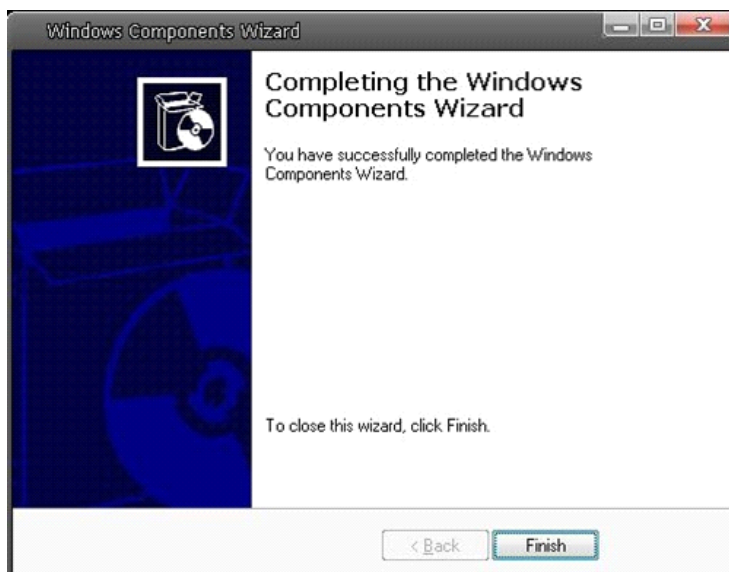 Windows Components Wizard
Completing the Windows
Components Wizard
You have successfully completed the Windows
Components Wizard.
To close this wizard, click Finish.
< Back
Finish